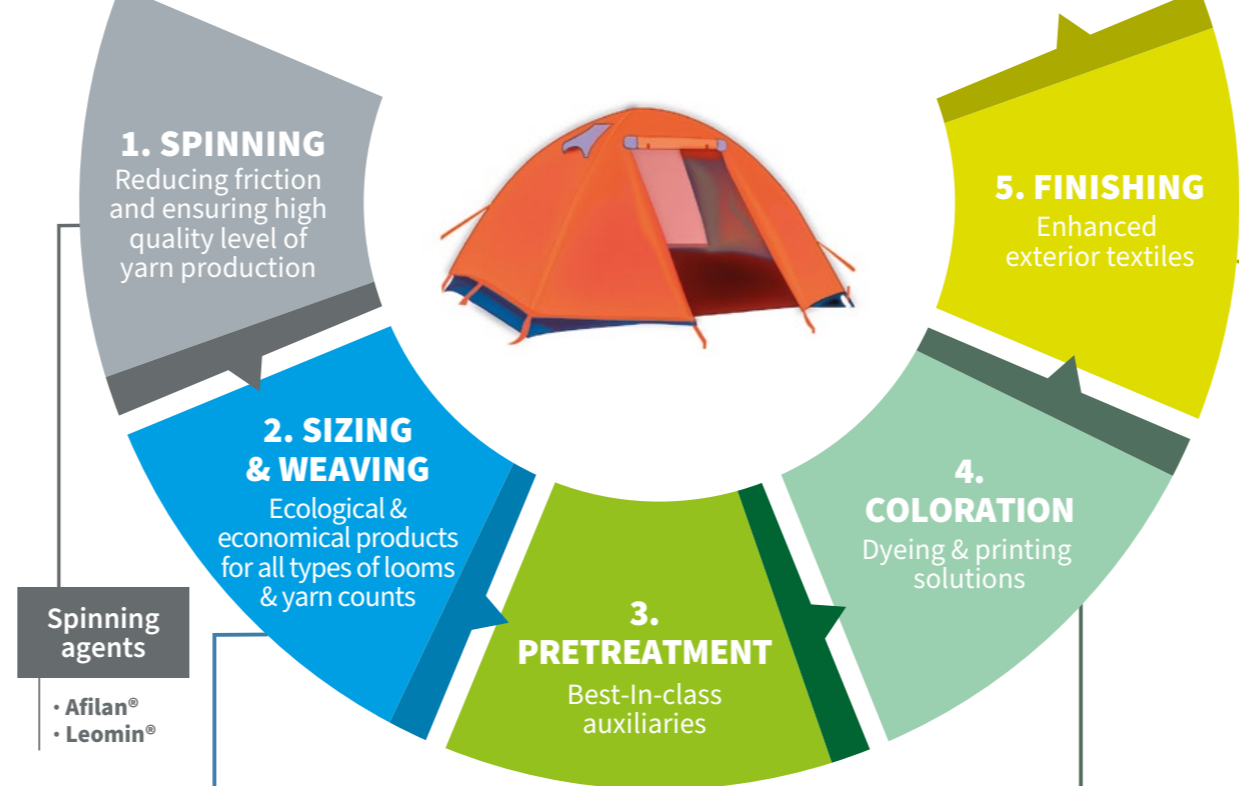 1. SPINNING
Reducing friction
and ensuring high
quality level of
yarn production
2. SIZING
& WEAVING
Ecological &
economical products
for all types of looms
& yarn counts
3.
PRETREATMENT
Best-In-class
auxiliaries
4.
COLORATION
Dyeing & printing
solutions
5. FINISHING
Enhanced
exterior textiles
Spinning
agents
• Afilan®
• Leomin®